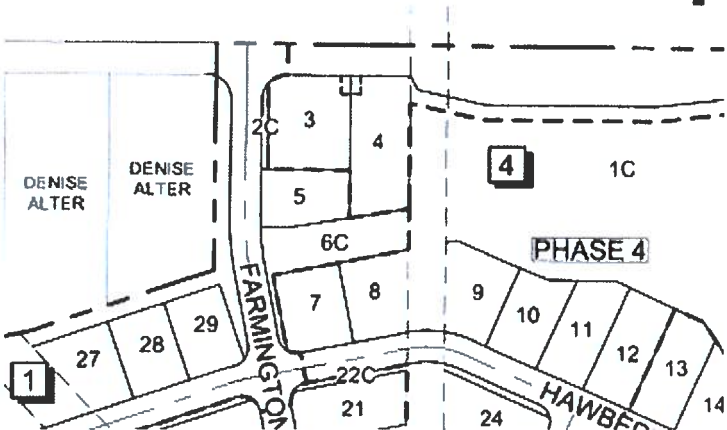 2C
3
4
4
1C
DENISE
ALTER
DENISE
ALTER
5
6C
PHASE 4
FARMINGTON
7
8
9
10
11
12
13
14
27
28
29
1
22C
21
24